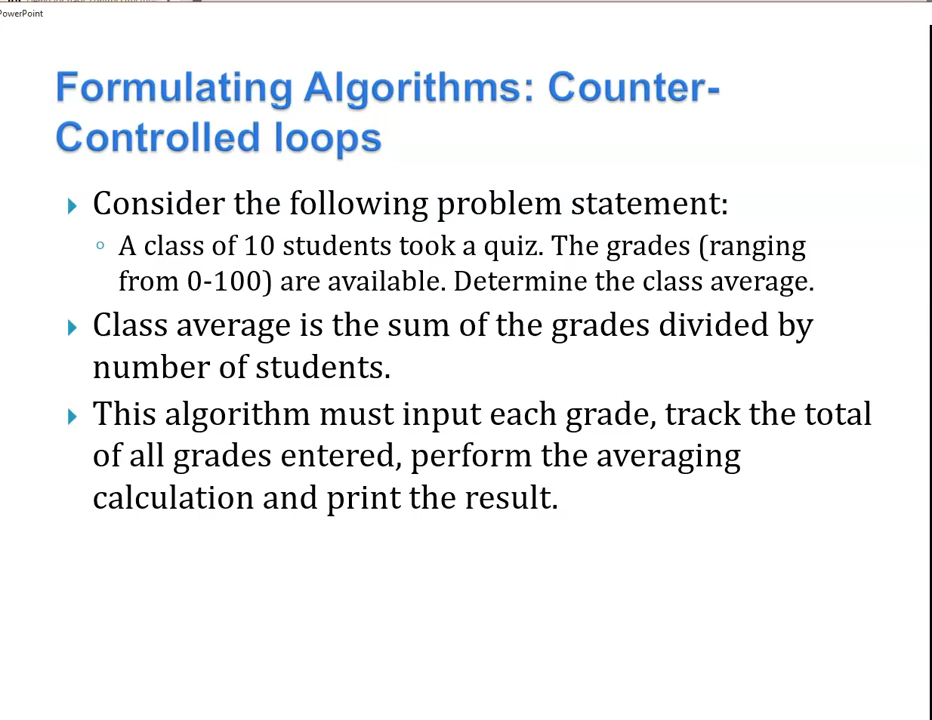 PowerPoint
Formulating Algorithms: Counter-
Controlled loops
Consider the following problem statement:
A class of 10 students took a quiz. The grades (ranging
from 0-100) are available. Determine the class average.
Class average is the sum of the grades divided by
number of students.
This algorithm must input each grade, track the total
of all grades entered, perform the averaging
calculation and print the result.